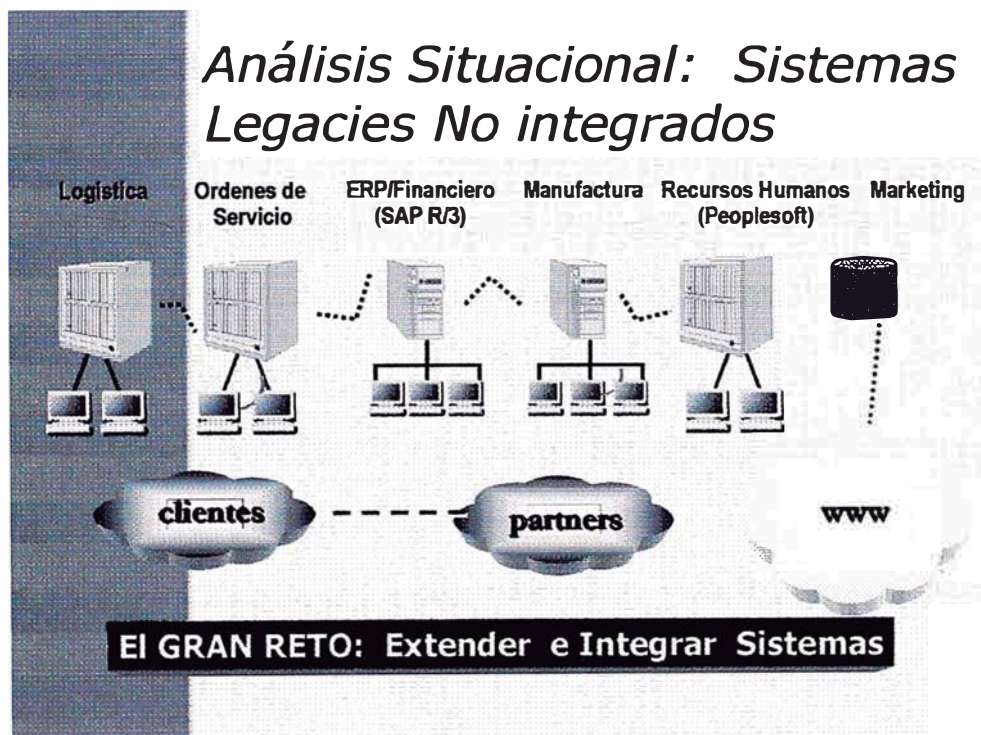 Análisis Situacional: Sistemas
Legacies No integrados
Logistica
Ordenes de
Servicio
ERP/Financiero
(SAP R/3)
Manufactura
Recursos Humanos
(Peoplesoft)
Marketing
clientes
partners
www
El GRAN RETO: Extender e Integrar Sistemas